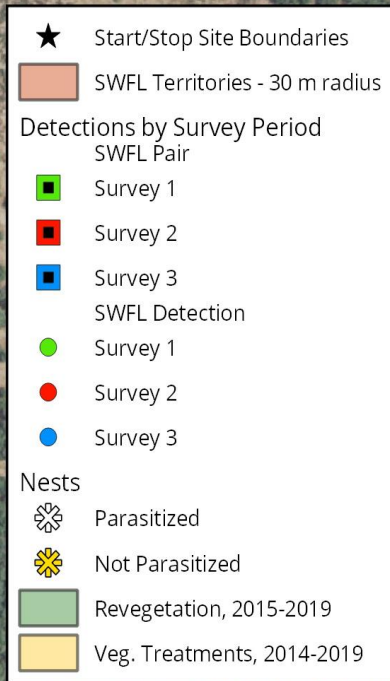 Start/Stop Site Boundaries
SWFL Territories - 30 m radius
Detections by Survey Period
SWFL Pair
Survey 1
Survey 2
Survey 3
SWFL Detection
Survey 1
Survey 2
Survey 3
Nests
Parasitized
Not Parasitized
Revegetation, 2015-2019
Veg. Treatments, 2014-2019